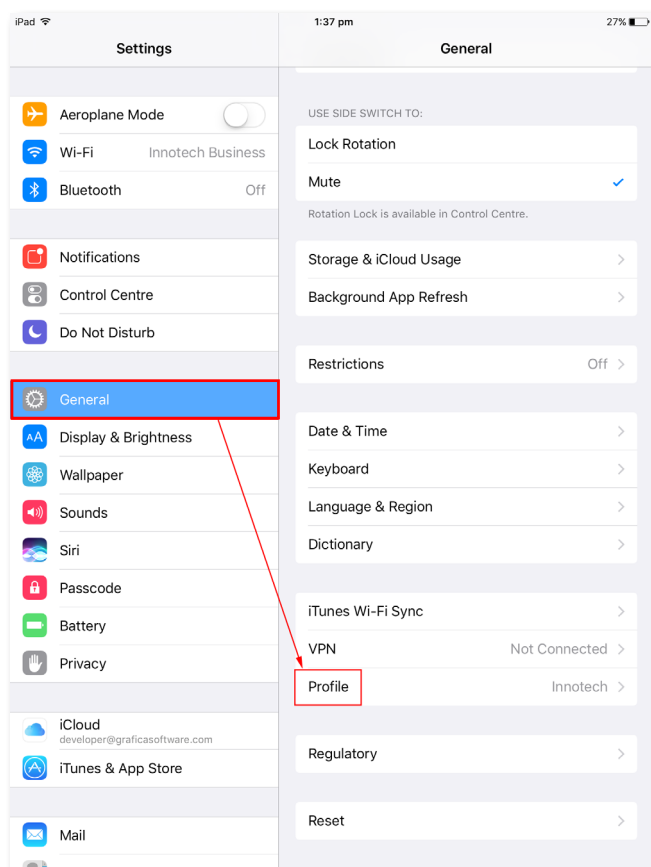 iPad
1:37 pm
27%
Settings
General
Aeroplane Mode
Wi-Fi Innotech Business
Bluetooth Off
Notifications
Control Centre
Do Not Disturb
General
AA Display & Brightness
Wallpaper
Sounds
Siri
Passcode
Battery
Privacy
iCloud
developer@graficasoftware.com
iTunes & App Store
Mail
USE SIDE SWITCH TO:
Lock Rotation
Mute
Rotation Lock is available in Control Centre.
Storage & iCloud Usage
Background App Refresh
Restrictions Off
Date & Time
Keyboard
Language & Region
Dictionary
iTunes Wi-Fi Sync
VPN Not Connected
Profile Innotech
Regulatory
Reset